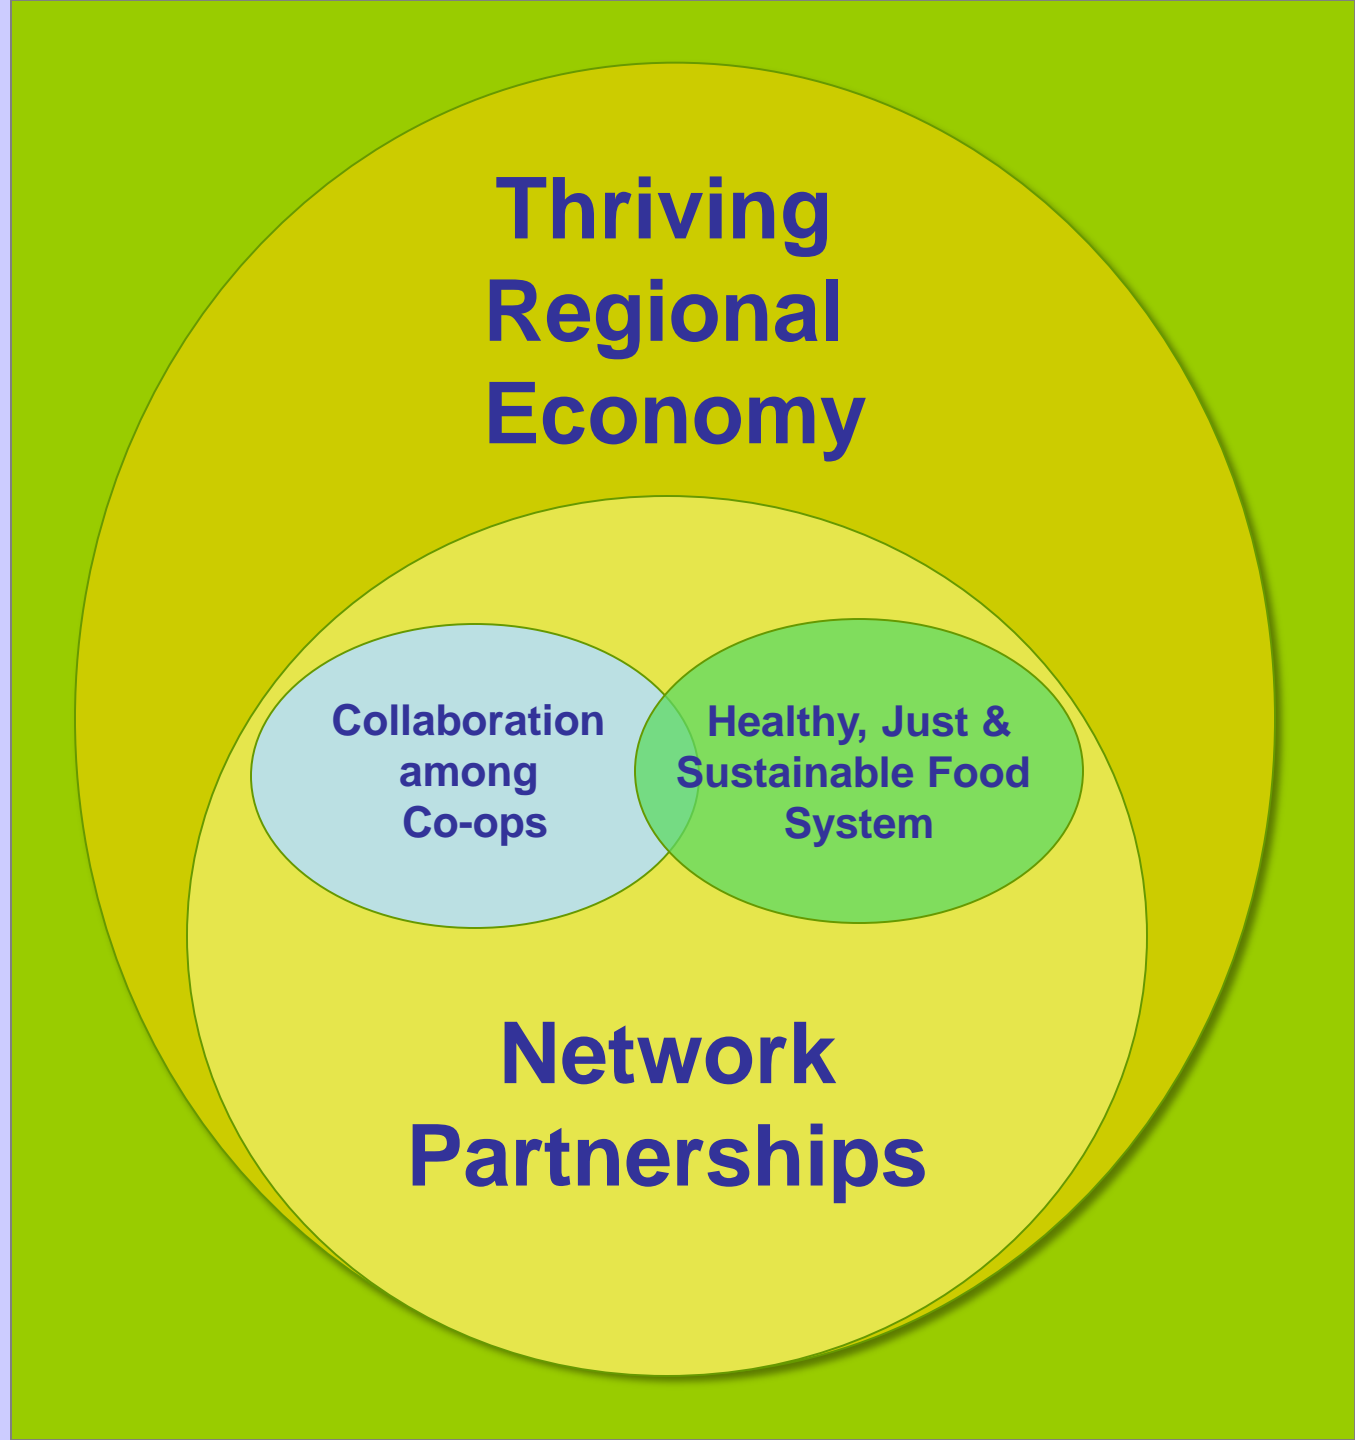 Thriving
Regional
Economy
Collaboration
among
Co-ops
Healthy, Just &
Sustainable Food
System
Network
Partnerships